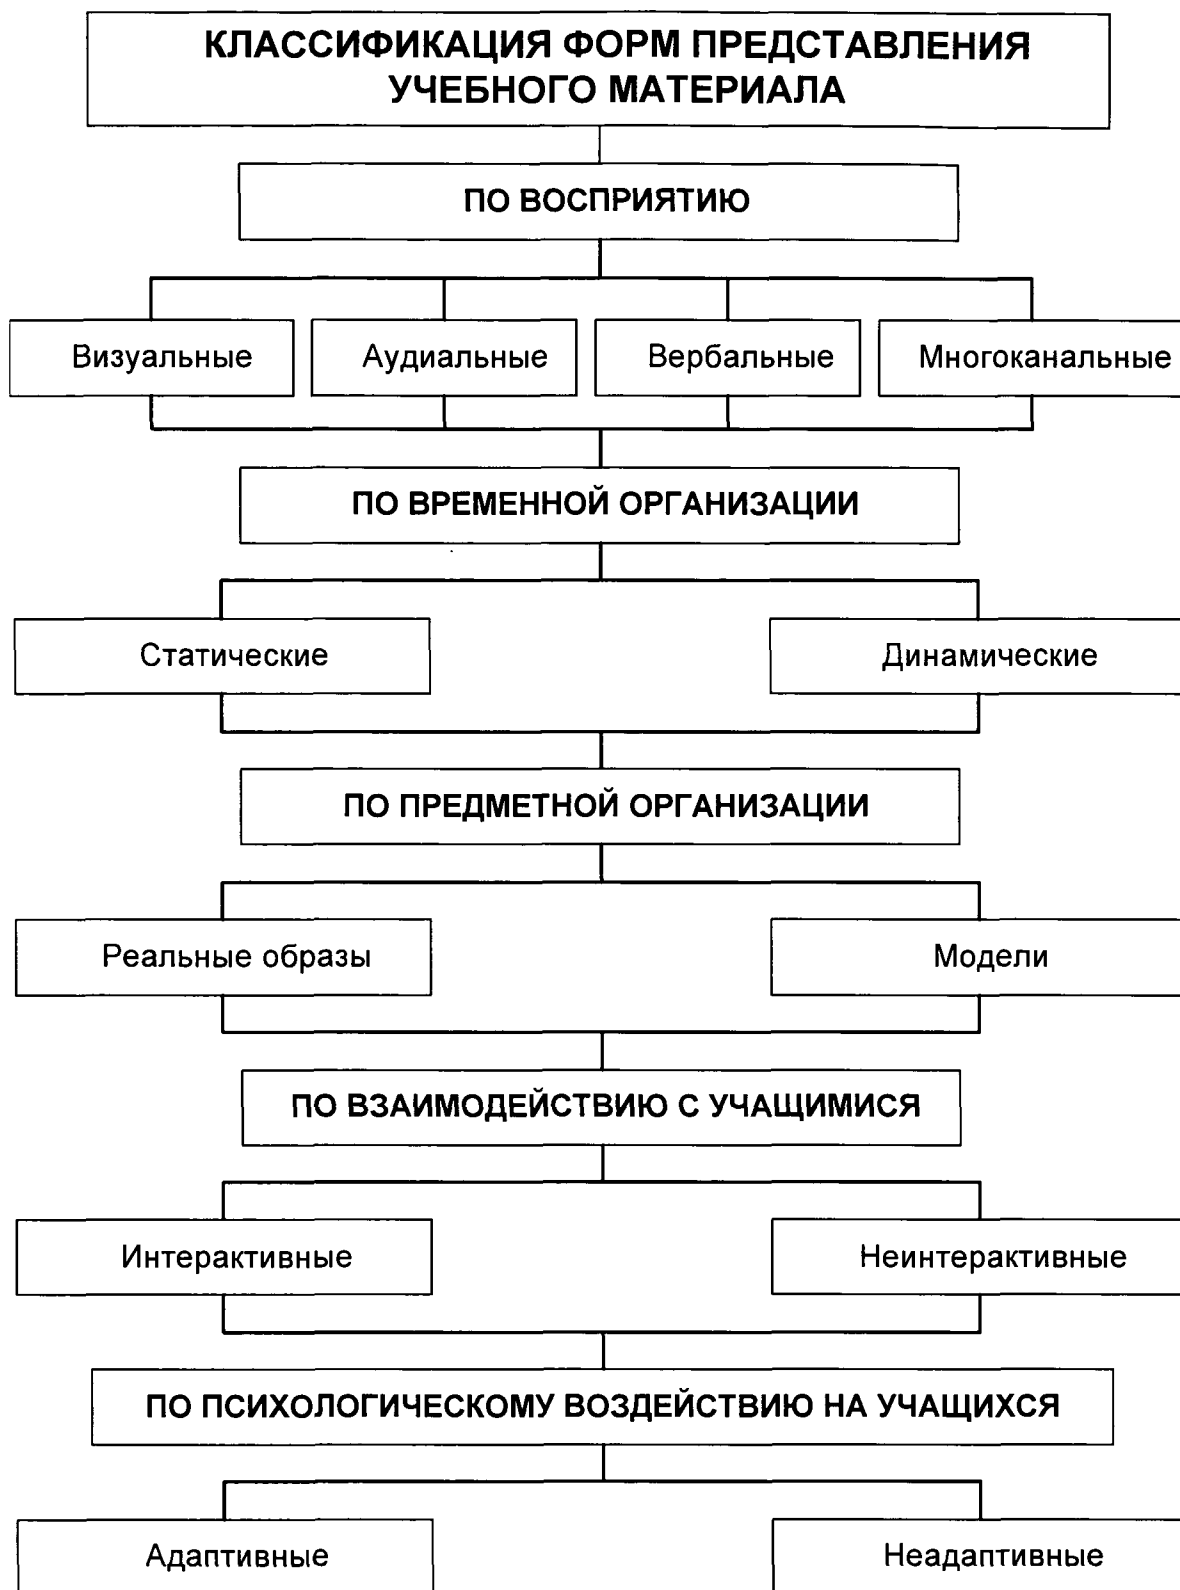 КЛАССИФИКАЦИЯ ФОРМ ПРЕДСТАВЛЕНИЯ
УЧЕБНОГО МАТЕРИАЛА
ПО ВОСПРИЯТИЮ
Визуальные
Аудиальные
Вербальные
Многоканальные
ПО ВРЕМЕННОЙ ОРГАНИЗАЦИИ
Статические
Динамические
ПО ПРЕДМЕТНОЙ ОРГАНИЗАЦИИ
Реальные образы
Модели
ПО ВЗАИМОДЕЙСТВИЮ С УЧАЩИМИСЯ
Интерактивные
Неинтерактивные
ПО ПСИХОЛОГИЧЕСКОМУ ВОЗДЕЙСТВИЮ НА УЧАЩИХСЯ
Адаптивные
Неадаптивные